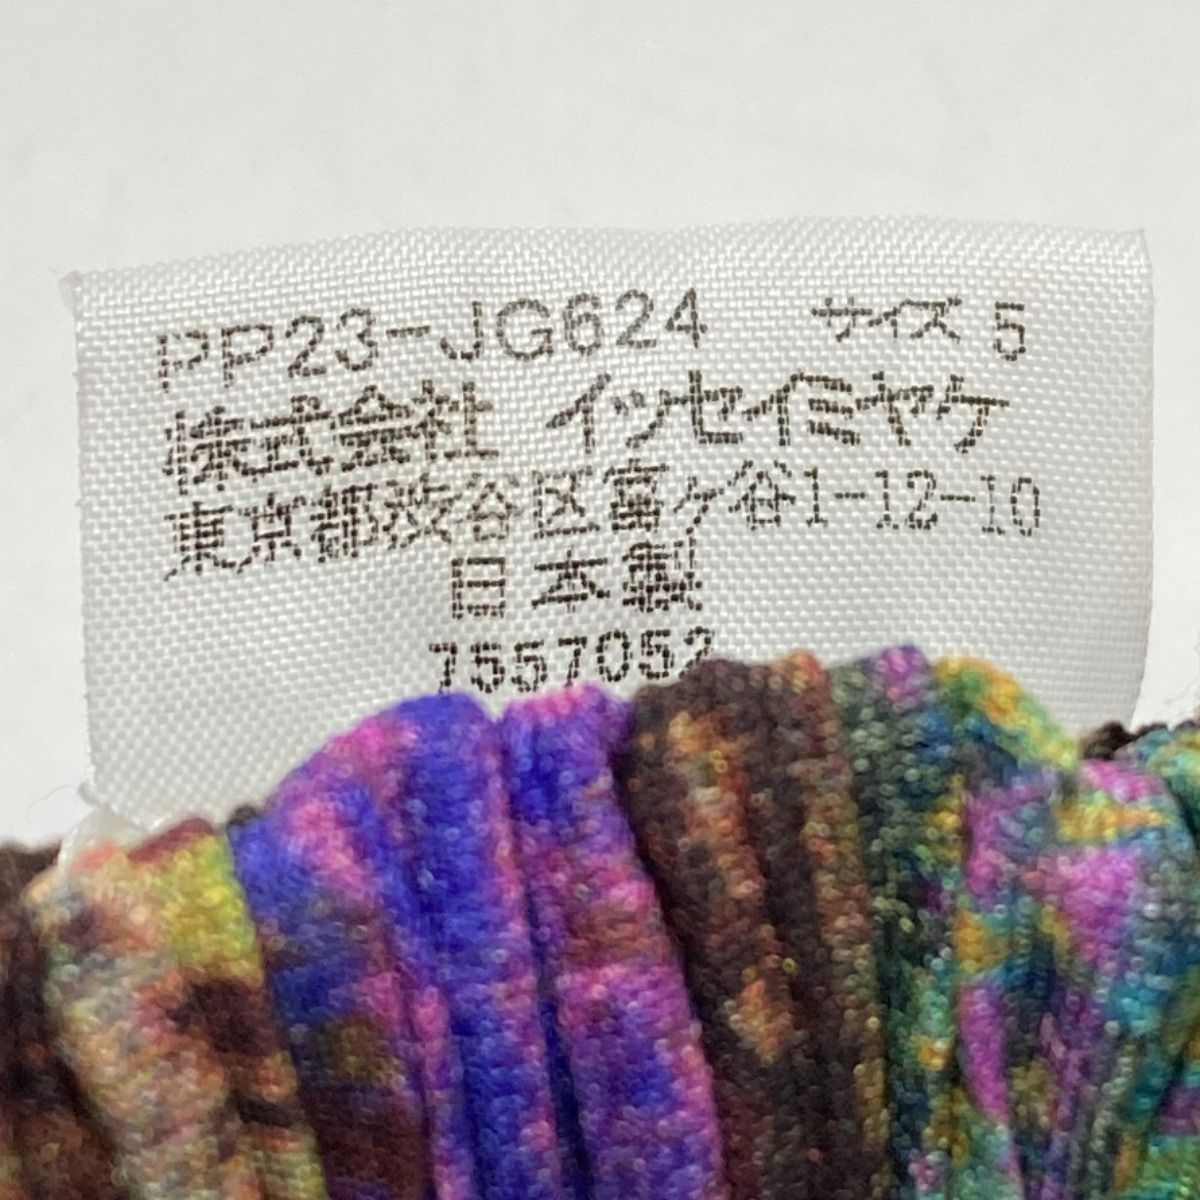 PP23-JG624 サイズ 5
株式会社 イッセイミヤケ
東京都渋谷区富ヶ谷1-12-10
日本製
7557052